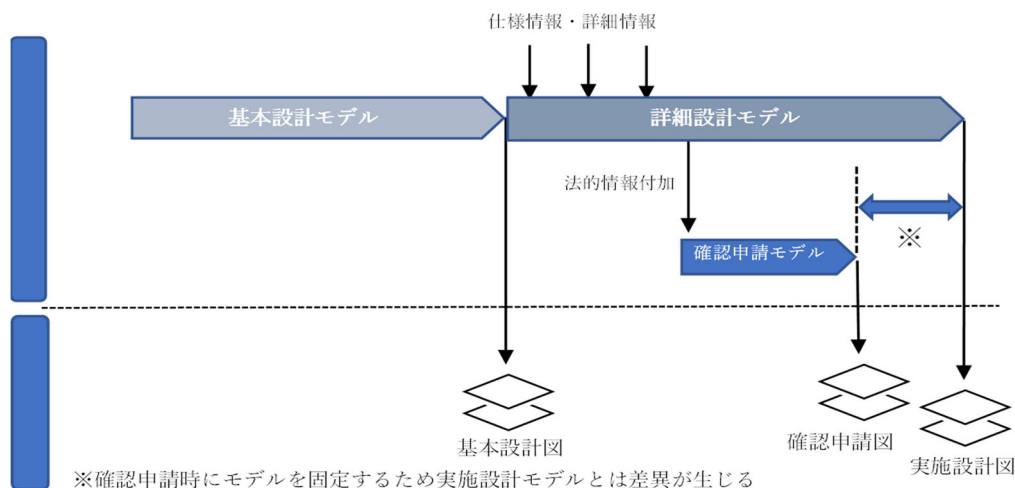 仕様情報・詳細情報
基本設計モデル
詳細設計モデル
法的情報付加
※
確認申請モデル
基本設計図
確認申請図
実施設計図
※確認申請時にモデルを固定するため実施設計モデルとは差異が生じる